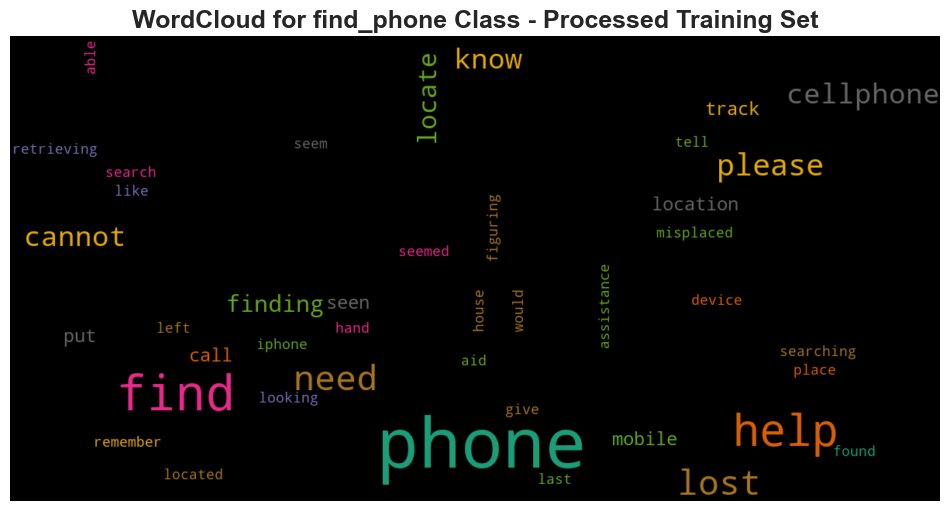 WordCloud for find_phone Class - Processed Training Set
able
locate
know
cellphone
track
retrieving
seem
tell
search
please
like
location
cannot
figuring
misplaced
seemed
assistance
finding
seen
house
would
device
put
left
hand
iphone
call
aid
searching
place
find
need
looking
give
phone
mobile
help
remember
found
located
last
lost